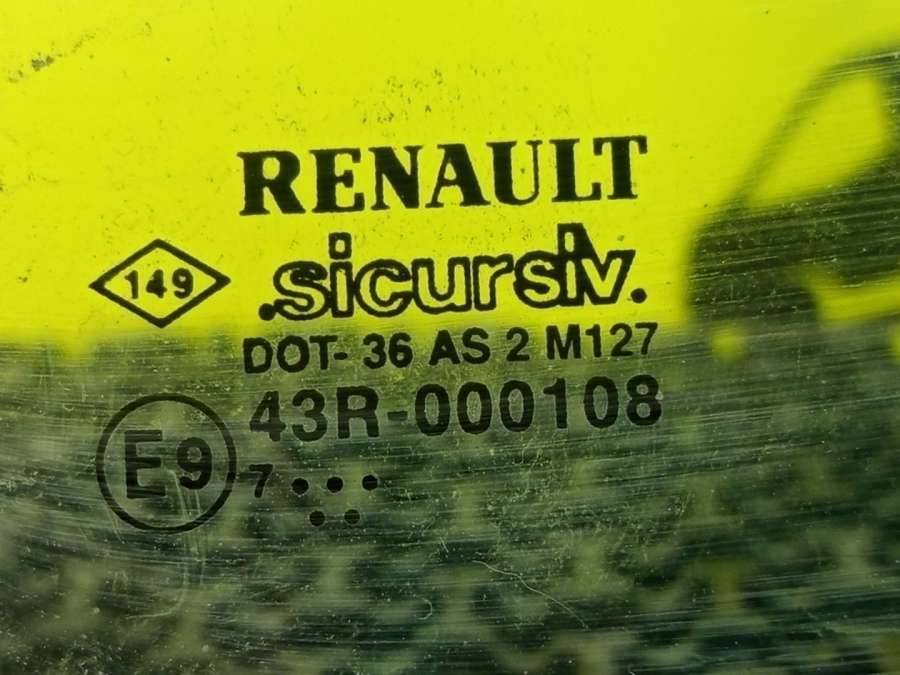 RENAULT
149
.sicursiv.
DOT- 36 AS 2 M127
43R-000108
E9
7